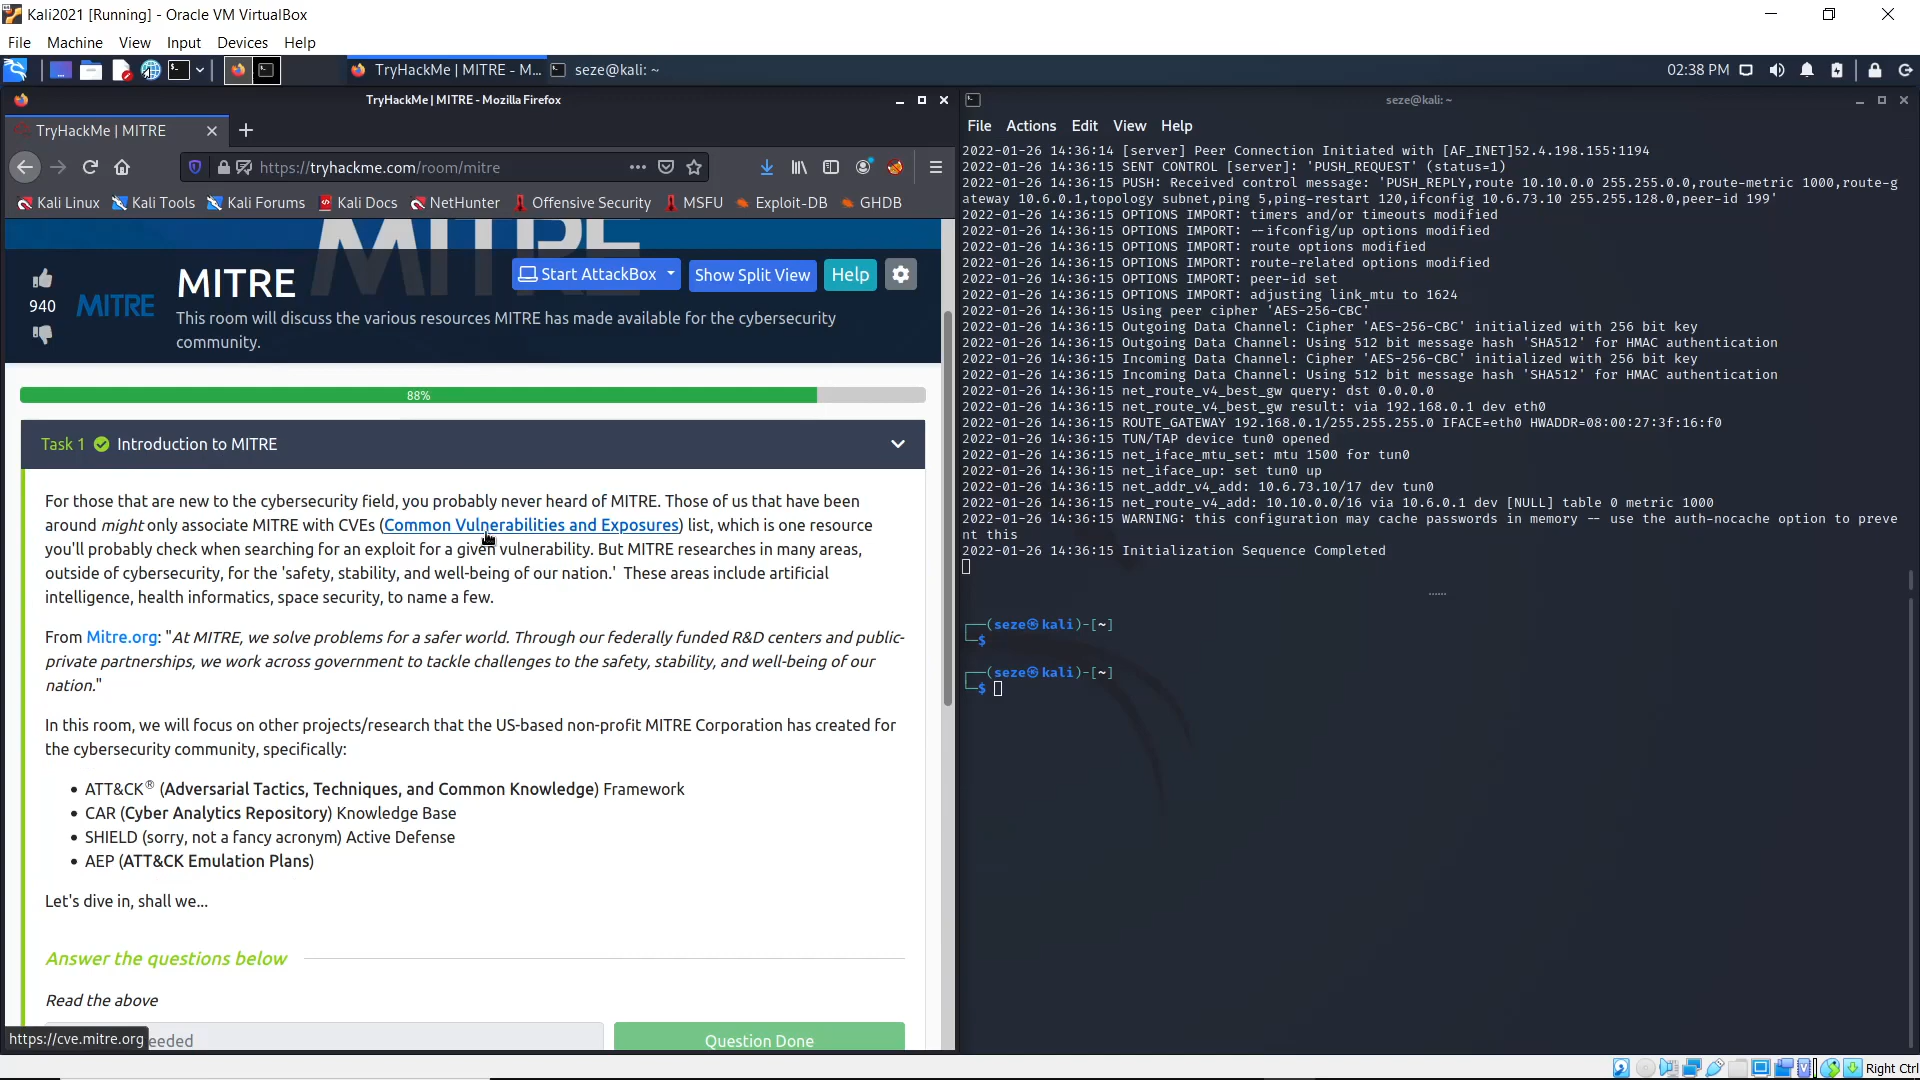 Kali2021 [Running] - Oracle VM VirtualBox
File Machine View Input Devices Help
TryHackMe | MITRE - M... seze@kali: ~ 02:38 PM
TryHackMe | MITRE - Mozilla Firefox
TryHackMe | MITRE
https://tryhackme.com/room/mitre
Kali Linux Kali Tools Kali Forums Kali Docs NetHunter Offensive Security MSFU Exploit-DB GHDB
MITRE
MITRE
Start AttackBox Show Split View Help
940
MITRE
This room will discuss the various resources MITRE has made available for the cybersecurity
community.
88%
Task 1 Introduction to MITRE
For those that are new to the cybersecurity field, you probably never heard of MITRE. Those of us that have been
around might only associate MITRE with CVEs (Common Vulnerabilities and Exposures) list, which is one resource
you'll probably check when searching for an exploit for a given vulnerability. But MITRE researches in many areas,
outside of cybersecurity, for the 'safety, stability, and well-being of our nation.' These areas include artificial
intelligence, health informatics, space security, to name a few.
From Mitre.org: "At MITRE, we solve problems for a safer world. Through our federally funded R&D centers and public-
private partnerships, we work across government to tackle challenges to the safety, stability, and well-being of our
nation."
In this room, we will focus on other projects/research that the US-based non-profit MITRE Corporation has created for
the cybersecurity community, specifically:
• ATT&CK® (Adversarial Tactics, Techniques, and Common Knowledge) Framework
• CAR (Cyber Analytics Repository) Knowledge Base
• SHIELD (sorry, not a fancy acronym) Active Defense
• AEP (ATT&CK Emulation Plans)
Let's dive in, shall we...
Answer the questions below
Read the above
eeded
Question Done
https://cve.mitre.org
seze@kali: ~
File Actions Edit View Help
2022-01-26 14:36:14 [server] Peer Connection Initiated with [AF_INET]52.4.198.155:1194
2022-01-26 14:36:15 SENT CONTROL [server]: 'PUSH_REQUEST' (status=1)
2022-01-26 14:36:15 PUSH: Received control message: 'PUSH_REPLY,route 10.10.0.0 255.255.0.0,route-metric 1000,route-g
ateway 10.6.0.1,topology subnet,ping 5,ping-restart 120,ifconfig 10.6.73.10 255.255.128.0,peer-id 199'
2022-01-26 14:36:15 OPTIONS IMPORT: timers and/or timeouts modified
2022-01-26 14:36:15 OPTIONS IMPORT: --ifconfig/up options modified
2022-01-26 14:36:15 OPTIONS IMPORT: route options modified
2022-01-26 14:36:15 OPTIONS IMPORT: route-related options modified
2022-01-26 14:36:15 OPTIONS IMPORT: peer-id set
2022-01-26 14:36:15 OPTIONS IMPORT: adjusting link_mtu to 1624
2022-01-26 14:36:15 Using peer cipher 'AES-256-CBC'
2022-01-26 14:36:15 Outgoing Data Channel: Cipher 'AES-256-CBC' initialized with 256 bit key
2022-01-26 14:36:15 Outgoing Data Channel: Using 512 bit message hash 'SHA512' for HMAC authentication
2022-01-26 14:36:15 Incoming Data Channel: Cipher 'AES-256-CBC' initialized with 256 bit key
2022-01-26 14:36:15 Incoming Data Channel: Using 512 bit message hash 'SHA512' for HMAC authentication
2022-01-26 14:36:15 net_route_v4_best_gw query: dst 0.0.0.0
2022-01-26 14:36:15 net_route_v4_best_gw result: via 192.168.0.1 dev eth0
2022-01-26 14:36:15 ROUTE_GATEWAY 192.168.0.1/255.255.255.0 IFACE=eth0 HWADDR=08:00:27:3f:16:f0
2022-01-26 14:36:15 TUN/TAP device tun0 opened
2022-01-26 14:36:15 net_iface_mtu_set: mtu 1500 for tun0
2022-01-26 14:36:15 net_iface_up: set tun0 up
2022-01-26 14:36:15 net_addr_v4_add: 10.6.73.10/17 dev tun0
2022-01-26 14:36:15 net_route_v4_add: 10.10.0.0/16 via 10.6.0.1 dev [NULL] table 0 metric 1000
2022-01-26 14:36:15 WARNING: this configuration may cache passwords in memory -- use the auth-nocache option to preve
nt this
2022-01-26 14:36:15 Initialization Sequence Completed
┌──(seze㉿kali)-[~]
└─$
┌──(seze㉿kali)-[~]
└─$
Right Ctrl